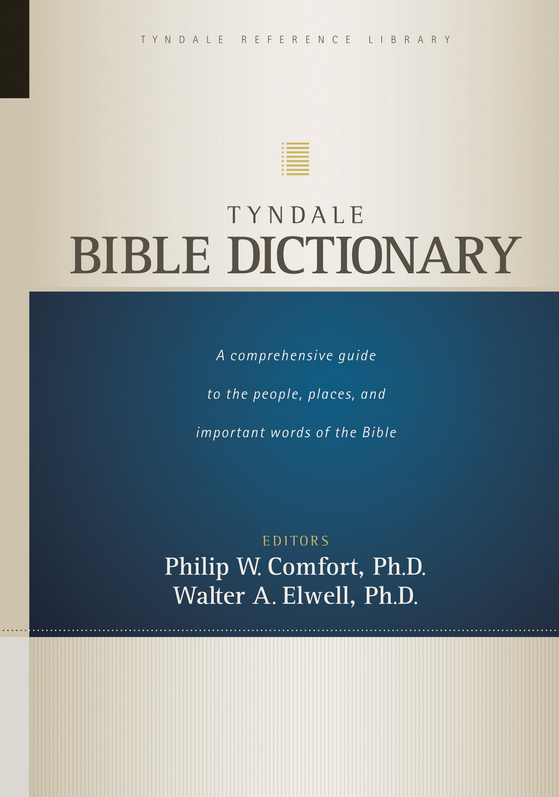 TYNDALE REFERENCE LIBRARY
TYNDALE
BIBLE DICTIONARY
A comprehensive guide
to the people, places, and
important words of the Bible
EDITORS
Philip W. Comfort, Ph.D.
Walter A. Elwell, Ph.D.